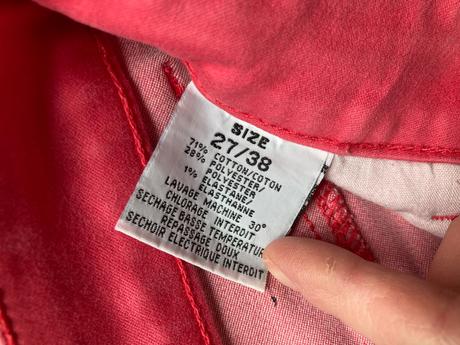 SIZE
27/38
71% COTTON/COTON
28% POLYESTER/
POLYESTER
1% ELASTANE/
ELASTHANNE
LAVAGE MACHINE 30°
CHLORAGE INTERDIT
SECHAGE BASSE TEMPERATURE
REPASSAGE DOUX
SECHOIR ELECTRIQUE INTERDIT